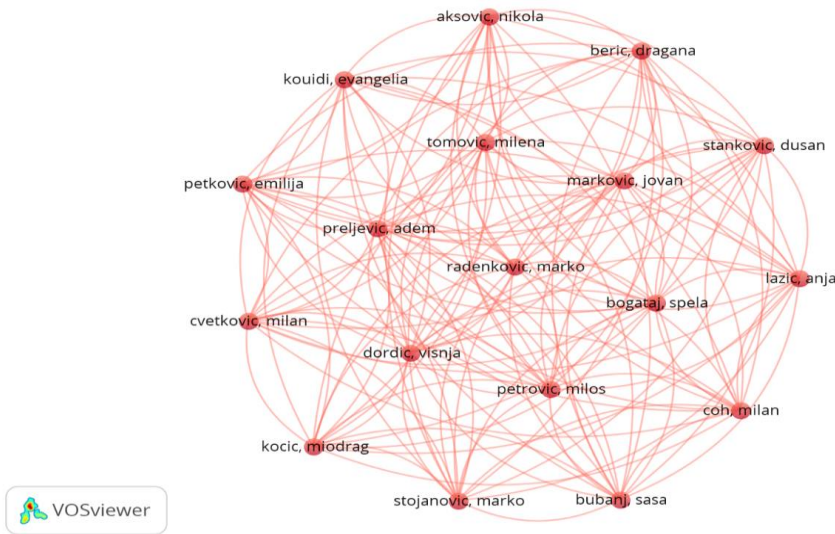 aksovic, nikola
beric, dragana
kouidi, evangelia
tomovic, milena
stankovic, dusan
petkovic, emilija
markovic, jovan
preljevic, adem
radenkovic, marko
lazic, anja
bogataj, spela
cvetkovic, milan
dordic, visnja
petrovic, milos
coh, milan
kocic, miodrag
stojanovic, marko
bubanj, sasa
VOSviewer